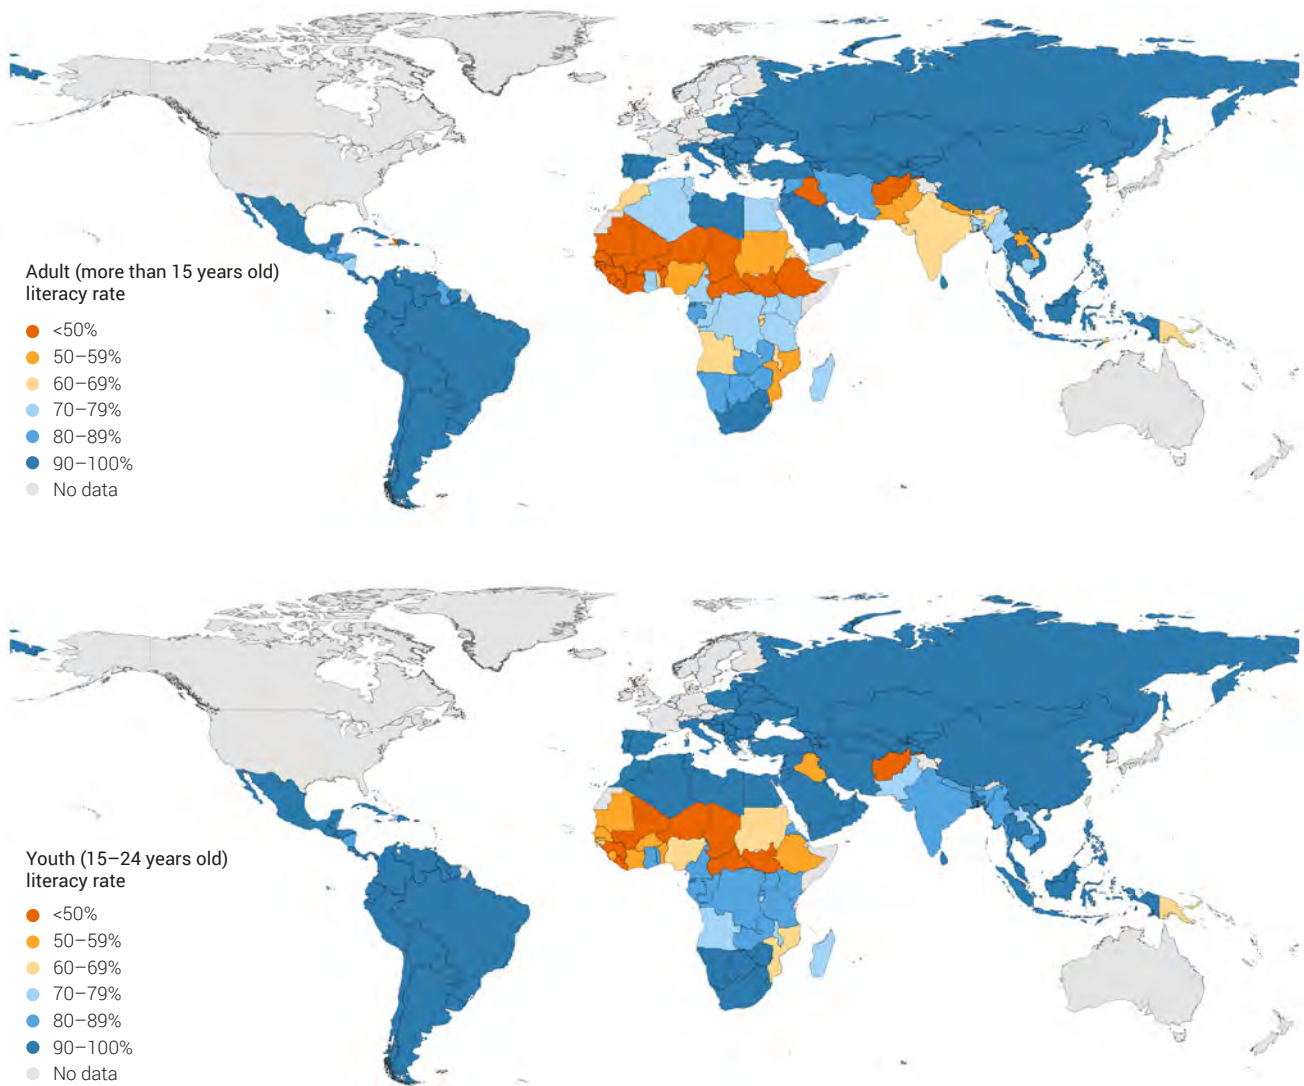 Adult (more than 15 years old)
literacy rate
<50%
50–59%
60–69%
70–79%
80–89%
90–100%
No data
Youth (15–24 years old)
literacy rate
<50%
50–59%
60–69%
70–79%
80–89%
90–100%
No data